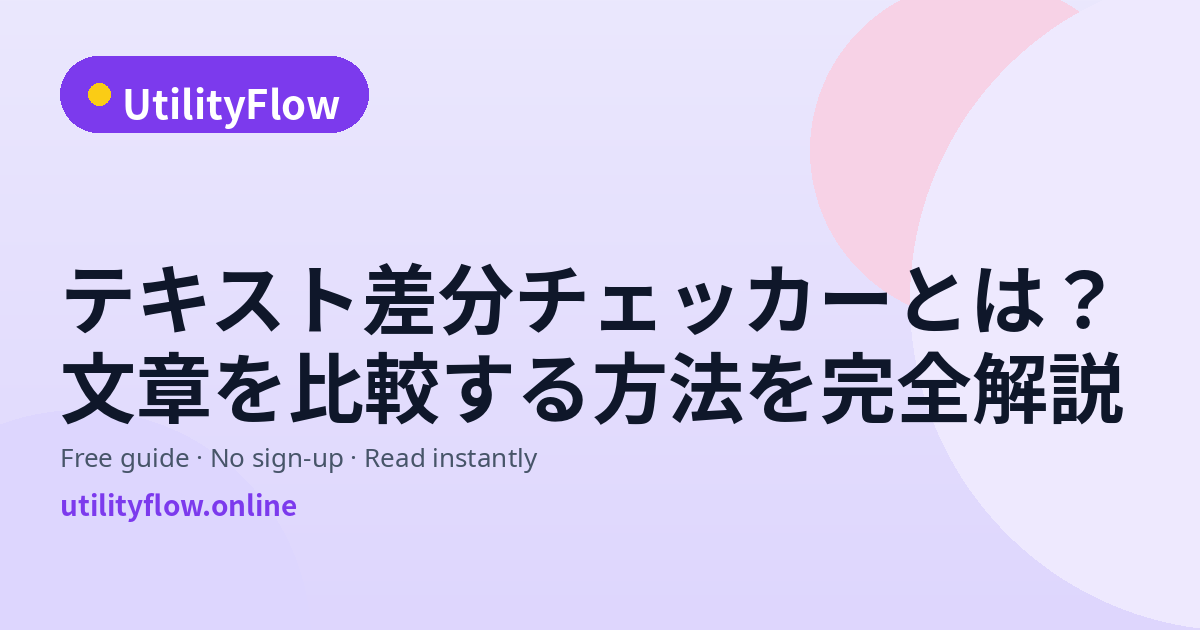 UtilityFlow
テキスト差分チェッカーとは？
文章を比較する方法を完全解説
Free guide · No sign-up · Read instantly
utilityflow.online